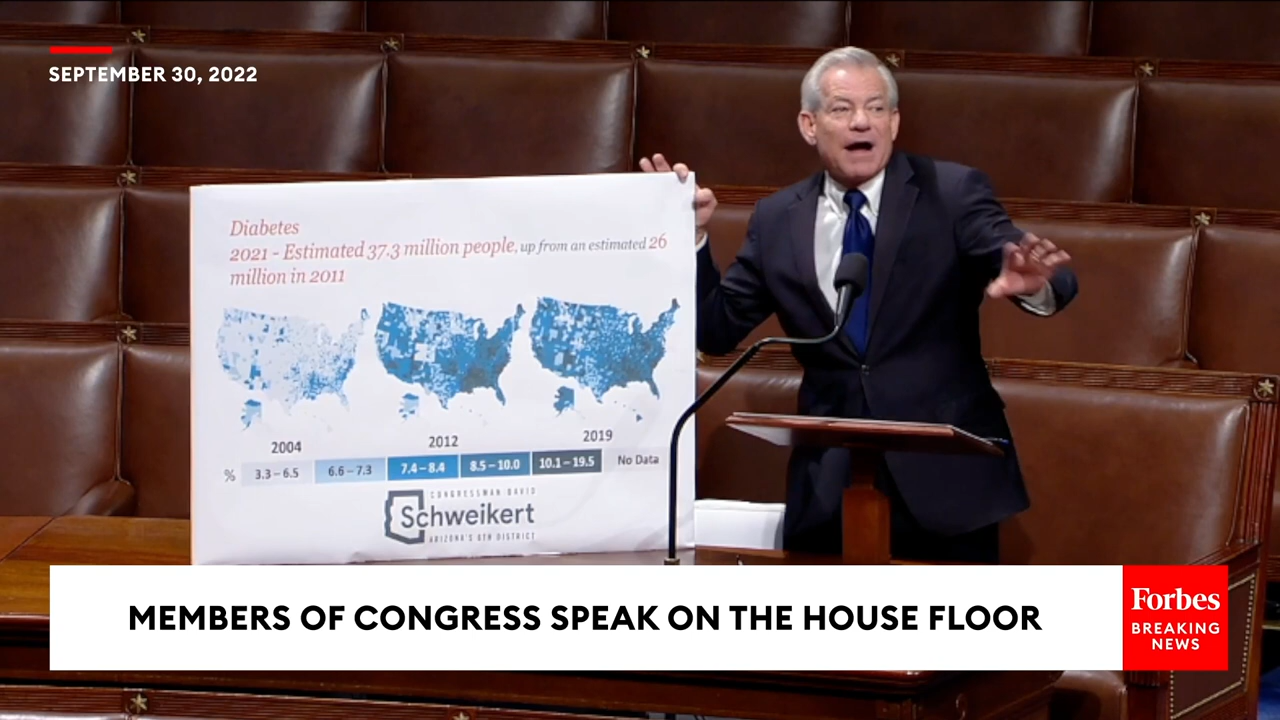 SEPTEMBER 30, 2022
Diabetes
2021 - Estimated 37.3 million people, up from an estimated 26
million in 2011
2004
2012
2019
% 3.3 – 6.5 6.6 – 7.3 7.4 – 8.4 8.5 – 10.0 10.1 – 19.5 No Data
CONGRESSMAN DAVID
Schweikert
ARIZONA'S 6TH DISTRICT
MEMBERS OF CONGRESS SPEAK ON THE HOUSE FLOOR
Forbes
BREAKING
NEWS